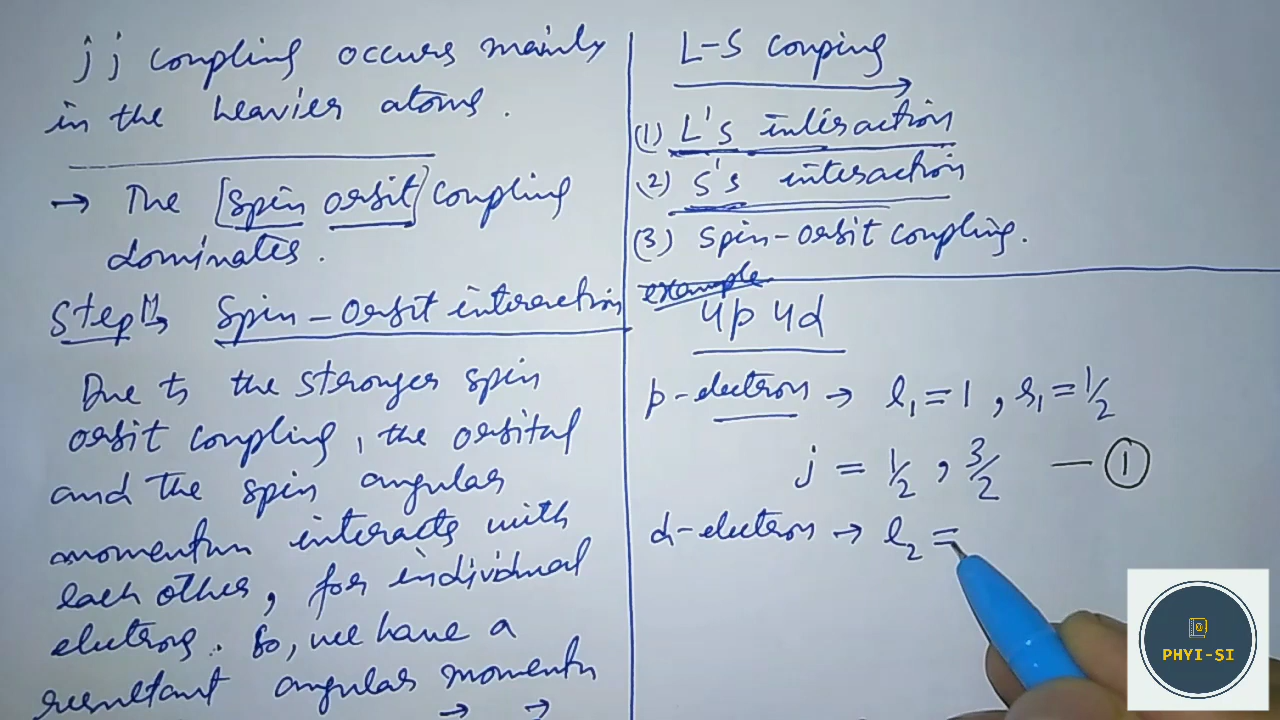 jj coupling occurs mainly
in the heavier atoms.
→ The [spin orbit] coupling
dominates.
Step 1 → Spin-orbit interaction
Due to the stronger spin
orbit coupling, the orbital
and the spin angular
momentum interacts with
each other, for individual
electrons. So, we have a
resultant angular momentu
L-S couping
(1) L's interaction
(2) S's interaction
(3) spin-orbit coupling.
example
4p 4d
p-electron → l₁ = 1, s₁ = 1/2
j = 1/2, 3/2 — ①
d-electron → l₂ =
PHYI-SI